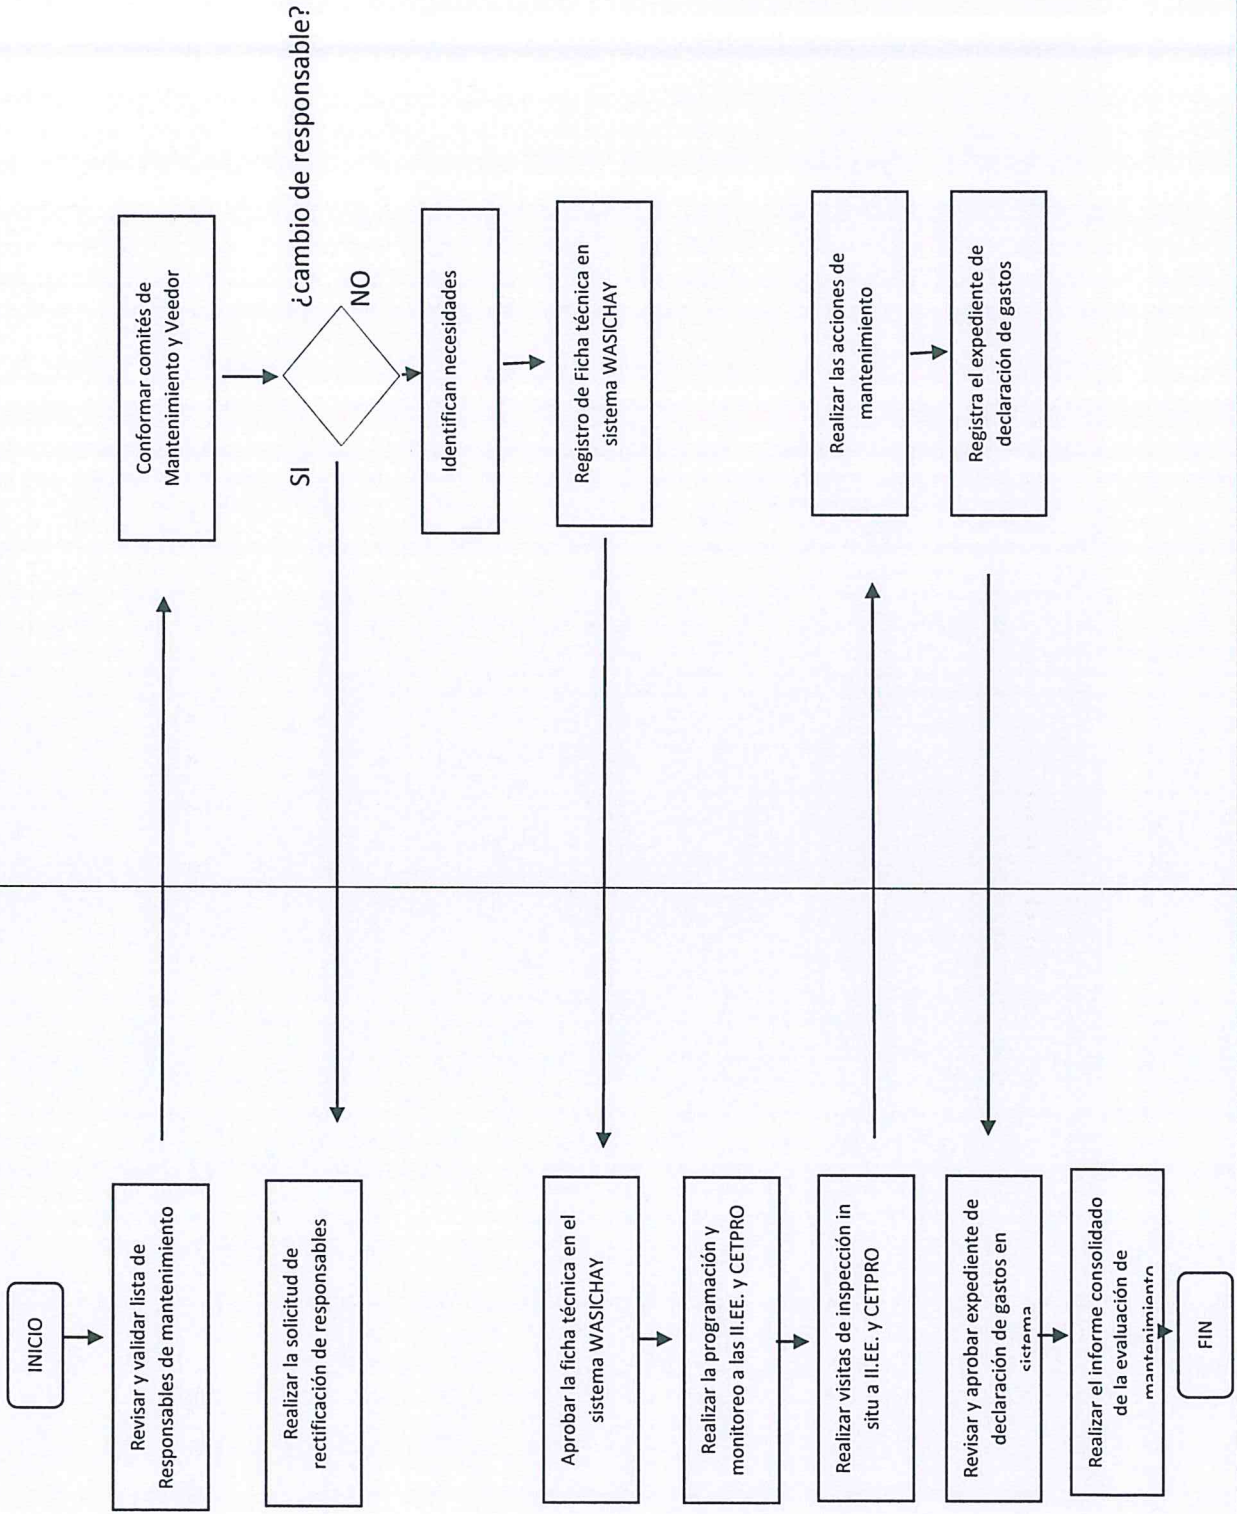 INICIO
Revisar y validar lista de
Responsables de mantenimiento
Conformar comités de
Mantenimiento y Veedor
¿cambio de responsable?
SI
NO
Realizar la solicitud de
rectificación de responsables
Identifican necesidades
Registro de Ficha técnica en
sistema WASICHAY
Aprobar la ficha técnica en el
sistema WASICHAY
Realizar la programación y
monitoreo a las II.EE. y CETPRO
Realizar visitas de inspección in
situ a II.EE. y CETPRO
Realizar las acciones de
mantenimiento
Registra el expediente de
declaración de gastos
Revisar y aprobar expediente de
declaración de gastos en
sistema
Realizar el informe consolidado
de la evaluación de
mantenimiento
FIN